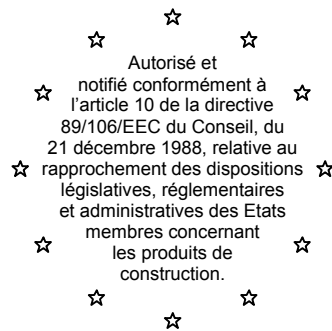 Autorisé et
notifié conformément à
l’article 10 de la directive
89/106/EEC du Conseil, du
21 décembre 1988, relative au
rapprochement des dispositions
législatives, réglementaires
et administratives des Etats
membres concernant
les produits de
construction.